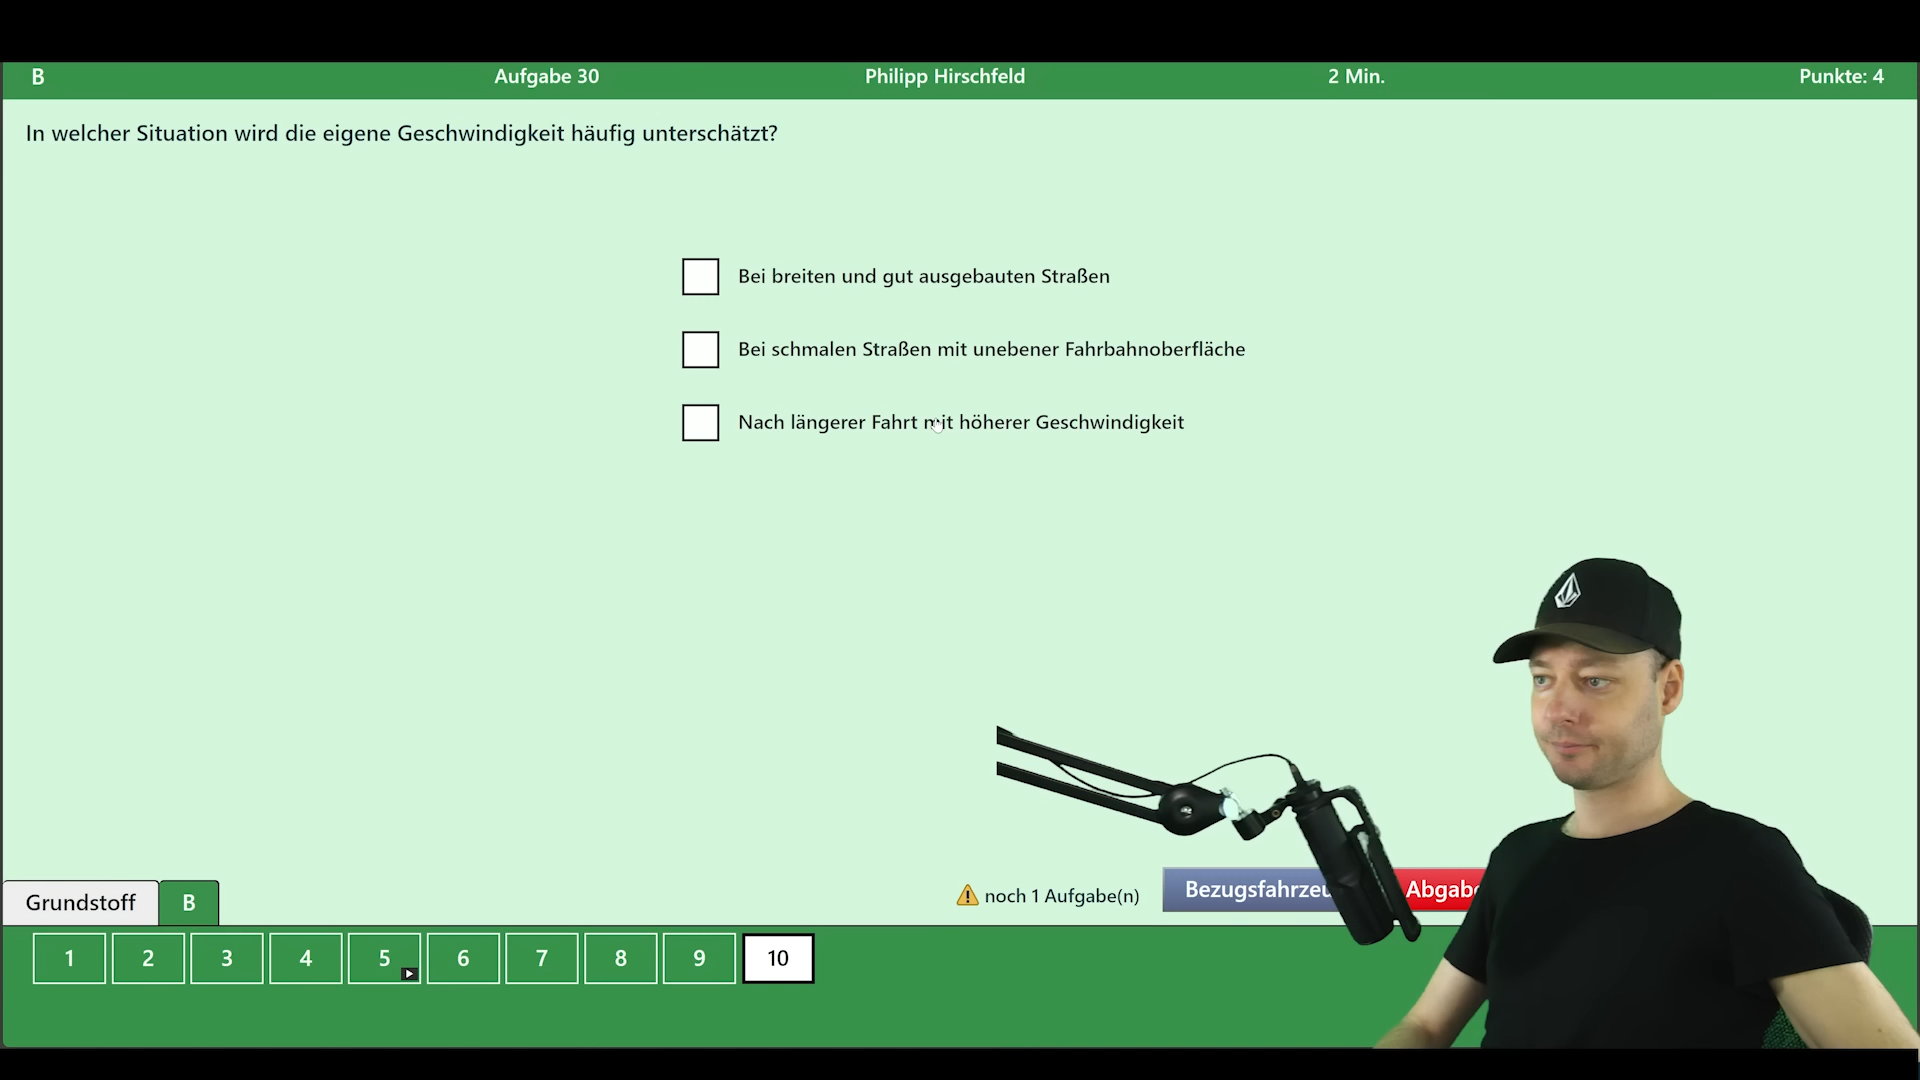 B Aufgabe 30 Philipp Hirschfeld 2 Min. Punkte: 4
In welcher Situation wird die eigene Geschwindigkeit häufig unterschätzt?
Bei breiten und gut ausgebauten Straßen
Bei schmalen Straßen mit unebener Fahrbahnoberfläche
Nach längerer Fahrt mit höherer Geschwindigkeit
Grundstoff B
noch 1 Aufgabe(n) Bezugsfahrzeu Abgabe
1 2 3 4 5 6 7 8 9 10